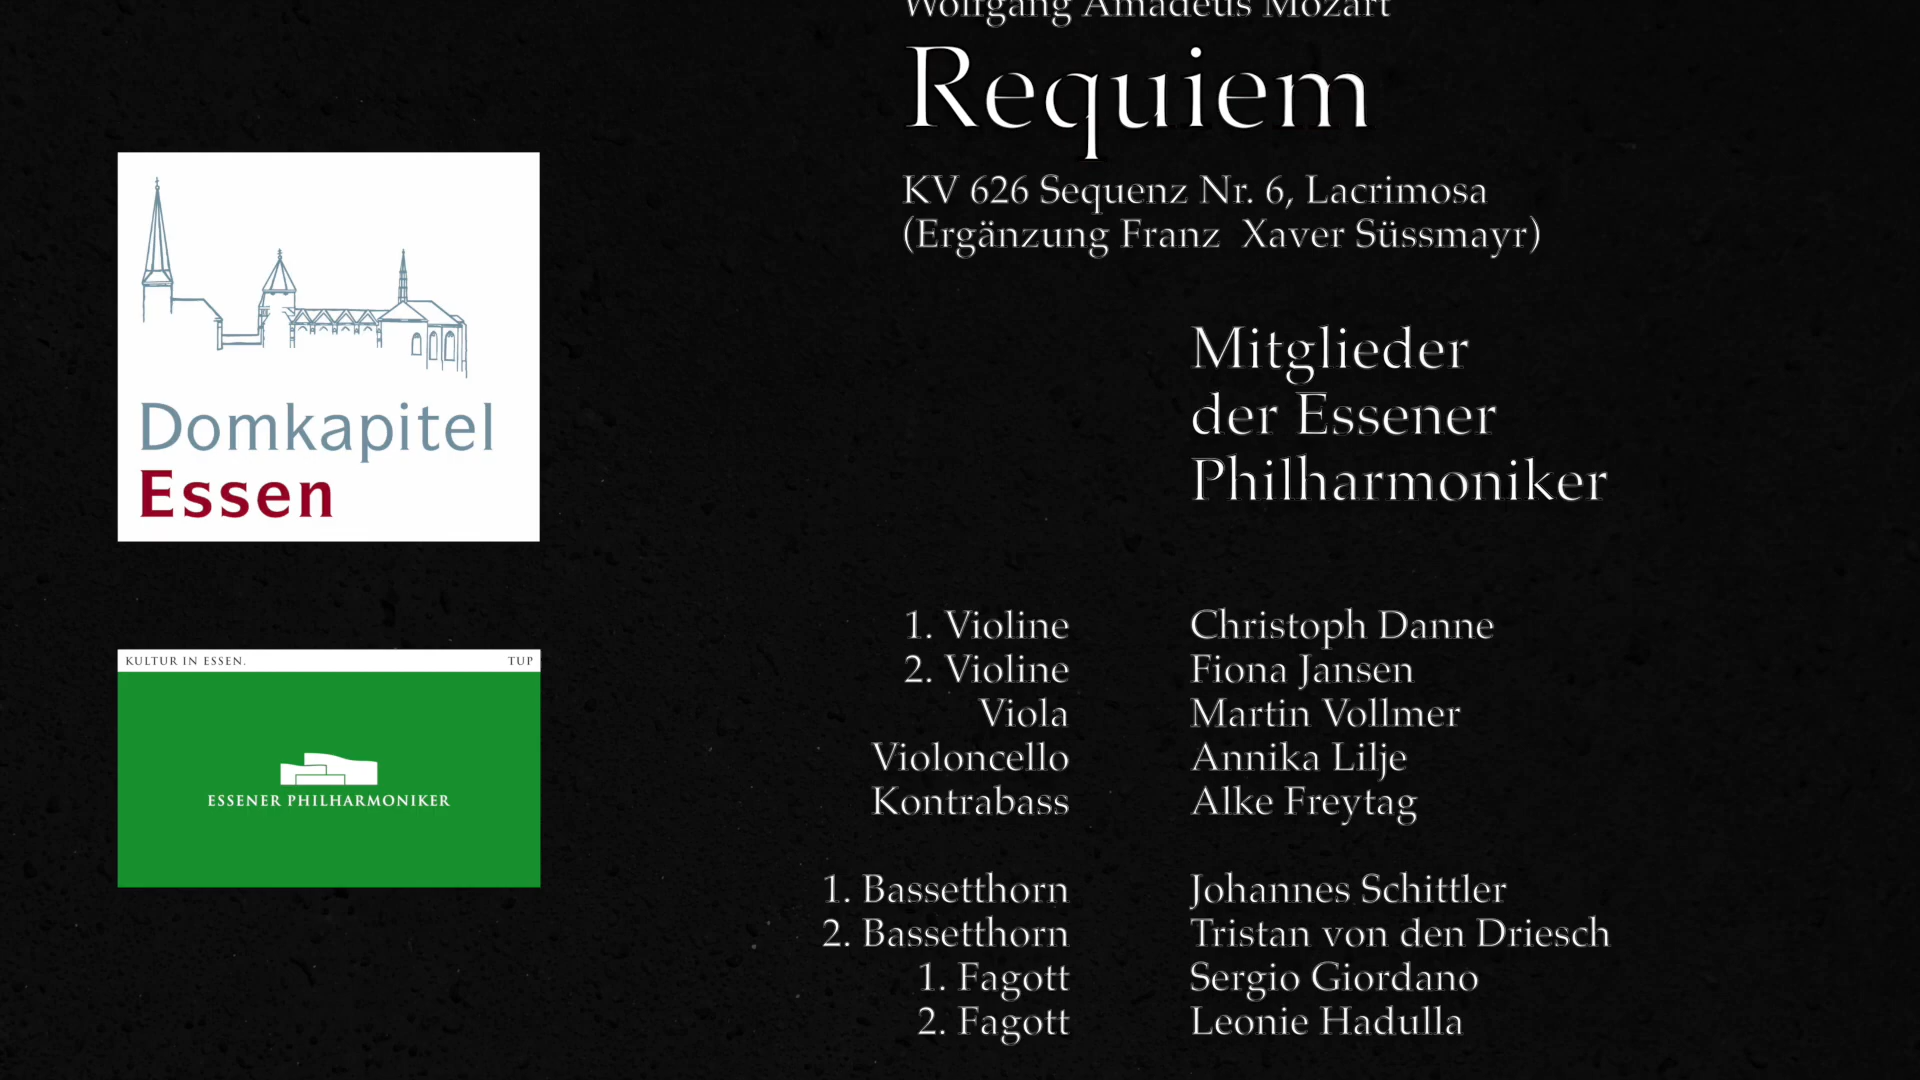 Wolfgang Amadeus Mozart
Requiem
KV 626 Sequenz Nr. 6, Lacrimosa
(Ergänzung Franz Xaver Süssmayr)
Mitglieder
der Essener
Philharmoniker
1. Violine Christoph Danne
2. Violine Fiona Jansen
Viola Martin Vollmer
Violoncello Annika Lilje
Kontrabass Alke Freytag
1. Bassetthorn Johannes Schittler
2. Bassetthorn Tristan von den Driesch
1. Fagott Sergio Giordano
2. Fagott Leonie Hadulla
Domkapitel
Essen
KULTUR IN ESSEN. TUP
ESSENER PHILHARMONIKER